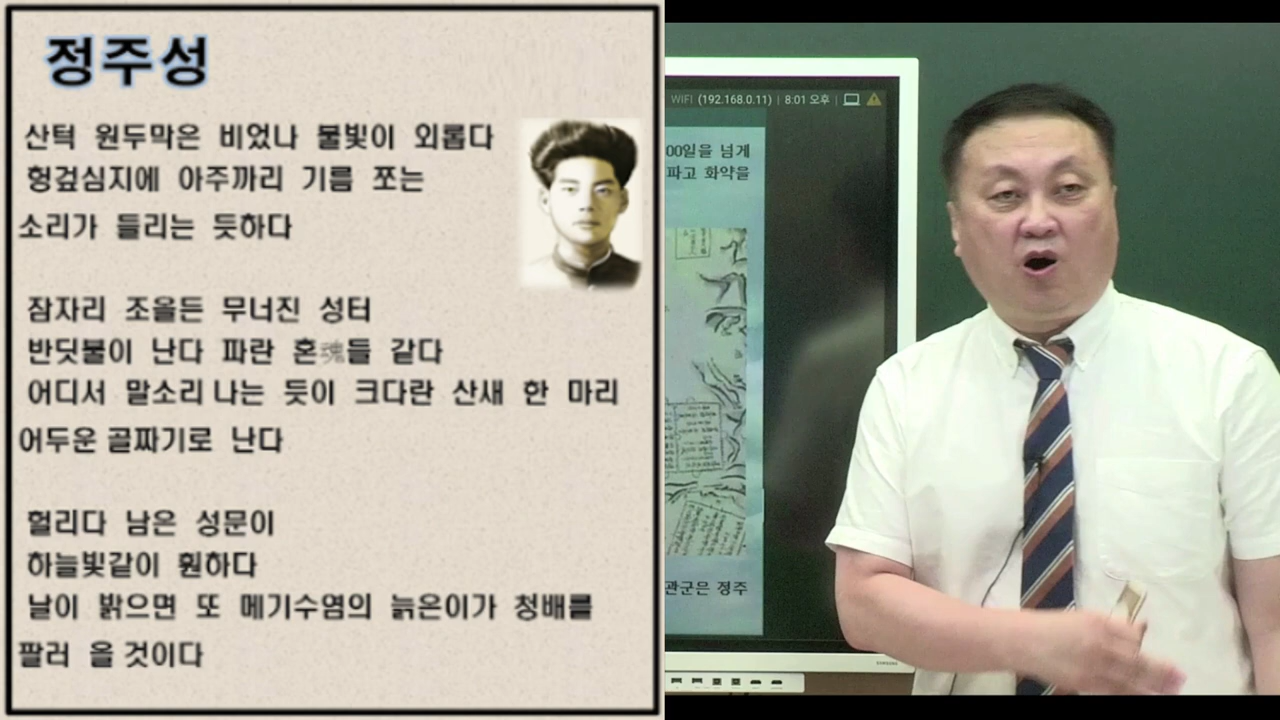 정주성
산턱 원두막은 비었나 불빛이 외롭다
헝겊심지에 아주까리 기름 쪼는
소리가 들리는 듯하다
잠자리 조을든 무너진 성터
반딧불이 난다 파란 혼魂들 같다
어디서 말소리 나는 듯이 크다란 산새 한 마리
어두운 골짜기로 난다
헐리다 남은 성문이
하늘빛같이 훤하다
날이 밝으면 또 메기수염의 늙은이가 청배를
팔러 올 것이다
WIFI (192.168.0.11) | 8:01 오후
00일을 넘게
파고 화약을
관군은 정주
SAMSUNG